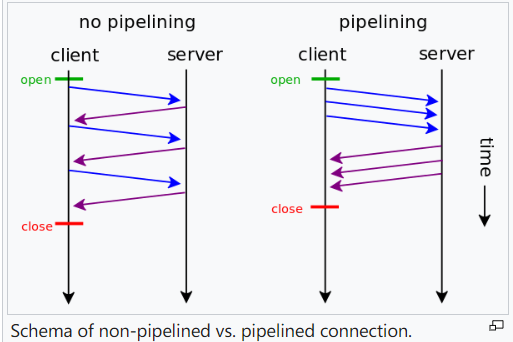 no pipelining
pipelining
client
server
client
server
open
open
time
close
close
Schema of non-pipelined vs. pipelined connection.